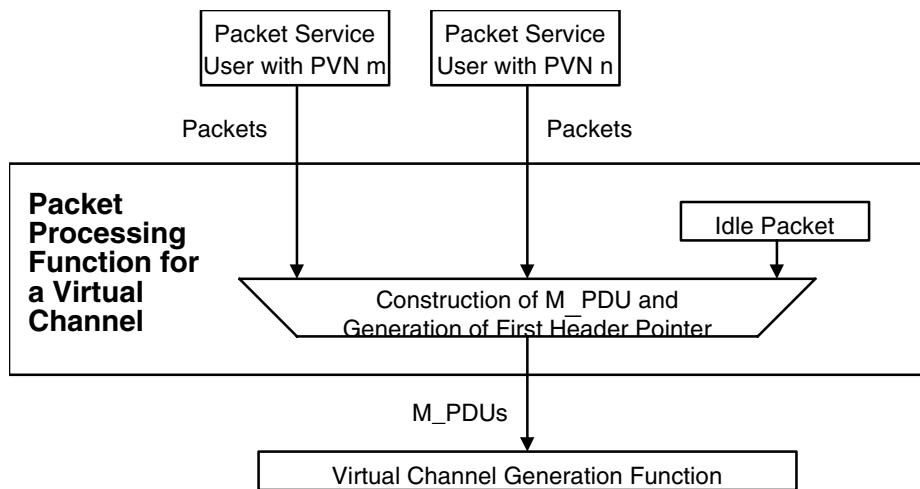 Packet Service
User with PVN m
Packet Service
User with PVN n
Packets
Packets
Packet
Processing
Function for
a Virtual
Channel
Idle Packet
Construction of M_PDU and
Generation of First Header Pointer
M_PDUs
Virtual Channel Generation Function